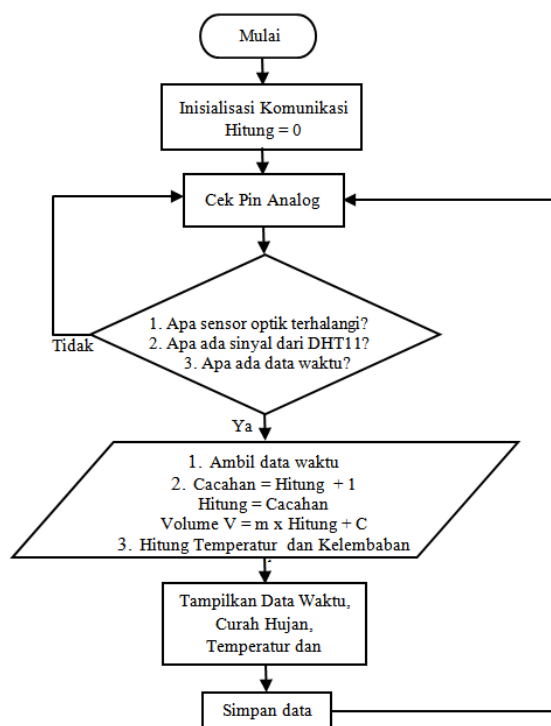 Mulai
Inisialisasi Komunikasi
Hitung = 0
Cek Pin Analog
1. Apa sensor optik terhalangi?
2. Apa ada sinyal dari DHT11?
3. Apa ada data waktu?
Tidak
Ya
1. Ambil data waktu
2. Cacahan = Hitung + 1
Hitung = Cacahan
Volume V = m x Hitung + C
3. Hitung Temperatur dan Kelembaban
Tampilkan Data Waktu,
Curah Hujan,
Temperatur dan
Simpan data